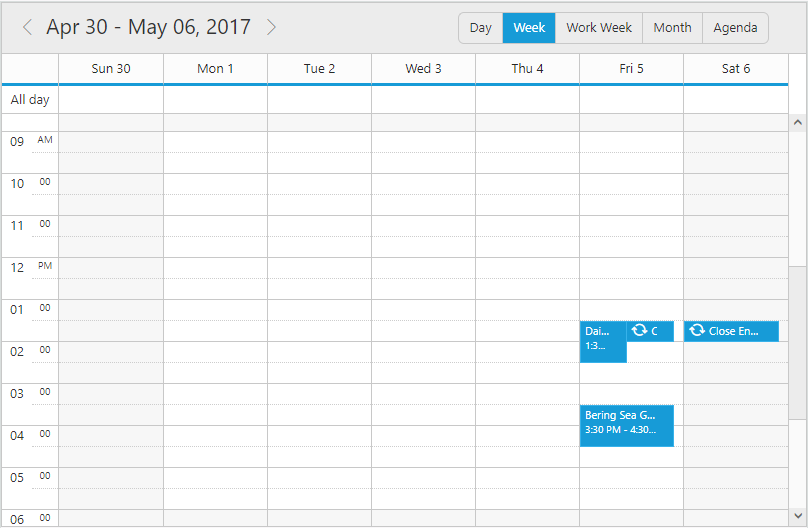 Apr 30 - May 06, 2017 Day Week Work Week Month Agenda
Sun 30 Mon 1 Tue 2 Wed 3 Thu 4 Fri 5 Sat 6
All day
09 AM
10 00
11 00
12 PM
01 00
Dai... C Close En...
1:3...
02 00
03 00
Bering Sea G...
3:30 PM - 4:30...
04 00
05 00
06 00